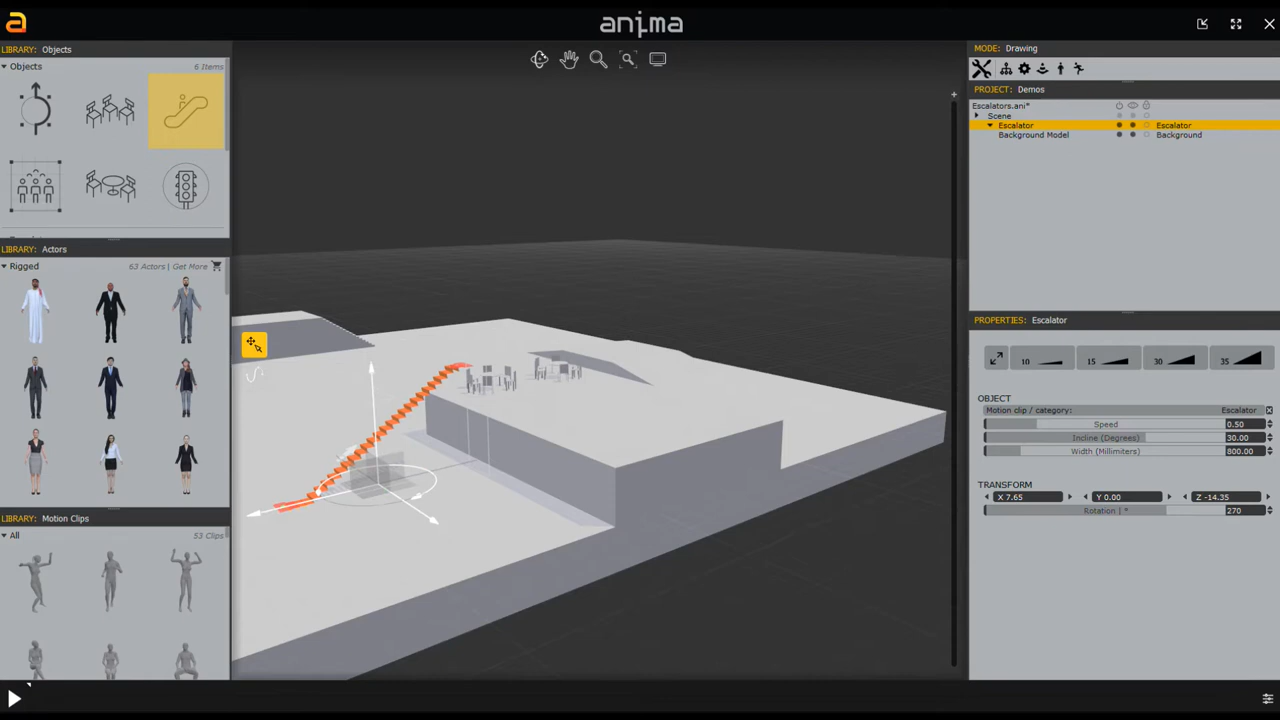 a
anima
LIBRARY: Objects
Objects
6 Items
LIBRARY: Actors
Rigged
63 Actors | Get More
LIBRARY: Motion Clips
All
53 Clips
MODE: Drawing
PROJECT: Demos
Escalators.ani*
Scene
Escalator
Escalator
Background Model
Background
PROPERTIES: Escalator
10
15
30
35
OBJECT
Motion clip / category:
Escalator
Speed
0.50
Incline (Degrees)
30.00
Width (Millimiters)
800.00
TRANSFORM
X 7.65
Y 0.00
Z -14.35
Rotation | °
270